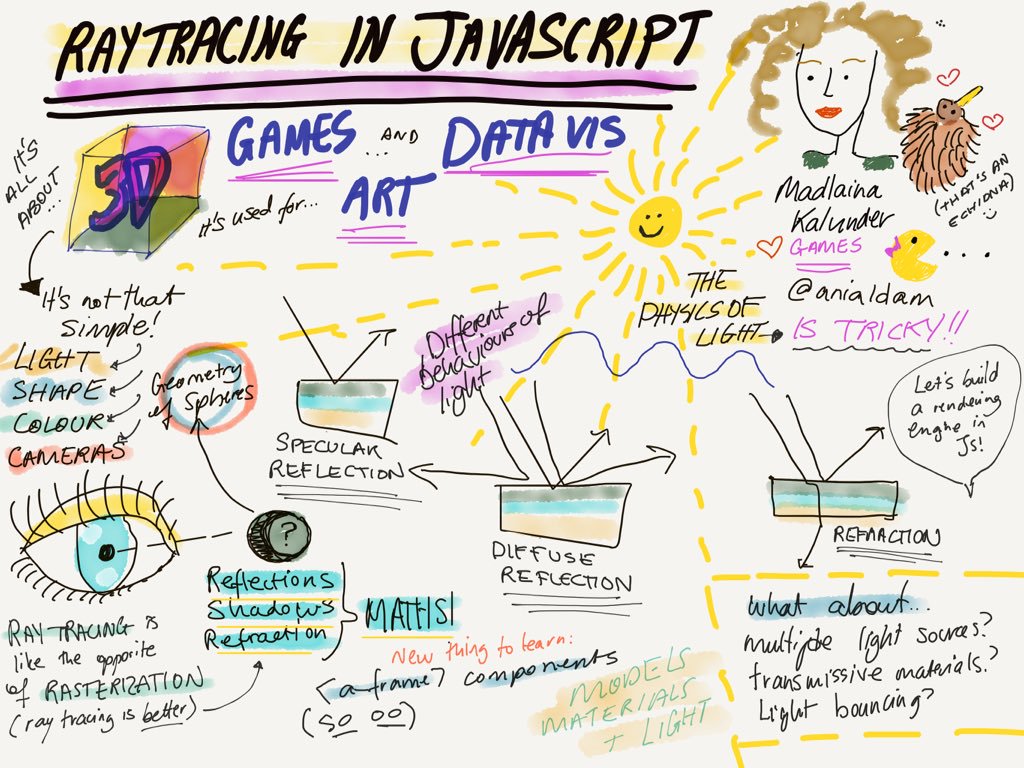 RAYTRACING IN JAVASCRIPT
IT'S
ALL
ABOUT
...
3D
GAMES ... AND DATA VIS
It's used for... ART
Madlaina
Kalunder
GAMES
@anialdam
(THAT'S AN
ECHIDNA)
THE
PHYSICS OF
LIGHT
IS TRICKY!!
It's not that
simple!
LIGHT
SHAPE
COLOUR
CAMERAS
Geometry
of Spheres
SPECULAR
REFLECTION
Different
behaviours of
light
DIFFUSE
REFLECTION
REFRACTION
Let's build
a rendering
engine in
JS!
?
Reflections
Shadows
Refraction
MATHS!
RAY TRACING is
like the opposite
of RASTERIZATION
(ray tracing is better)
New thing to learn:
<a-frame> components
(SO OO)
MODELS
MATERIALS
+ LIGHT
what about...
multiple light sources?
transmissive materials?
Light bouncing?